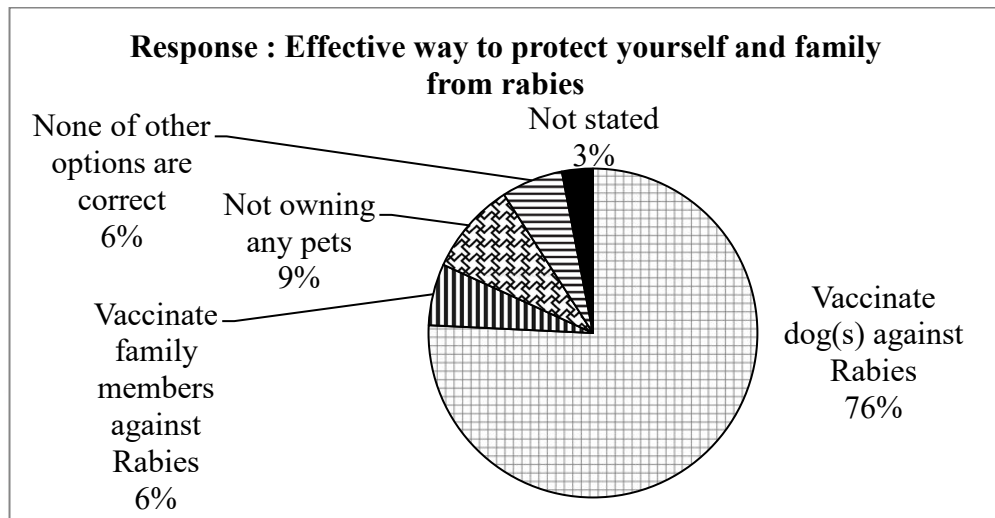 Response : Effective way to protect yourself and family
from rabies
None of other
options are
correct
6%
Not stated
3%
Not owning
any pets
9%
Vaccinate
family
members
against
Rabies
6%
Vaccinate
dog(s) against
Rabies
76%